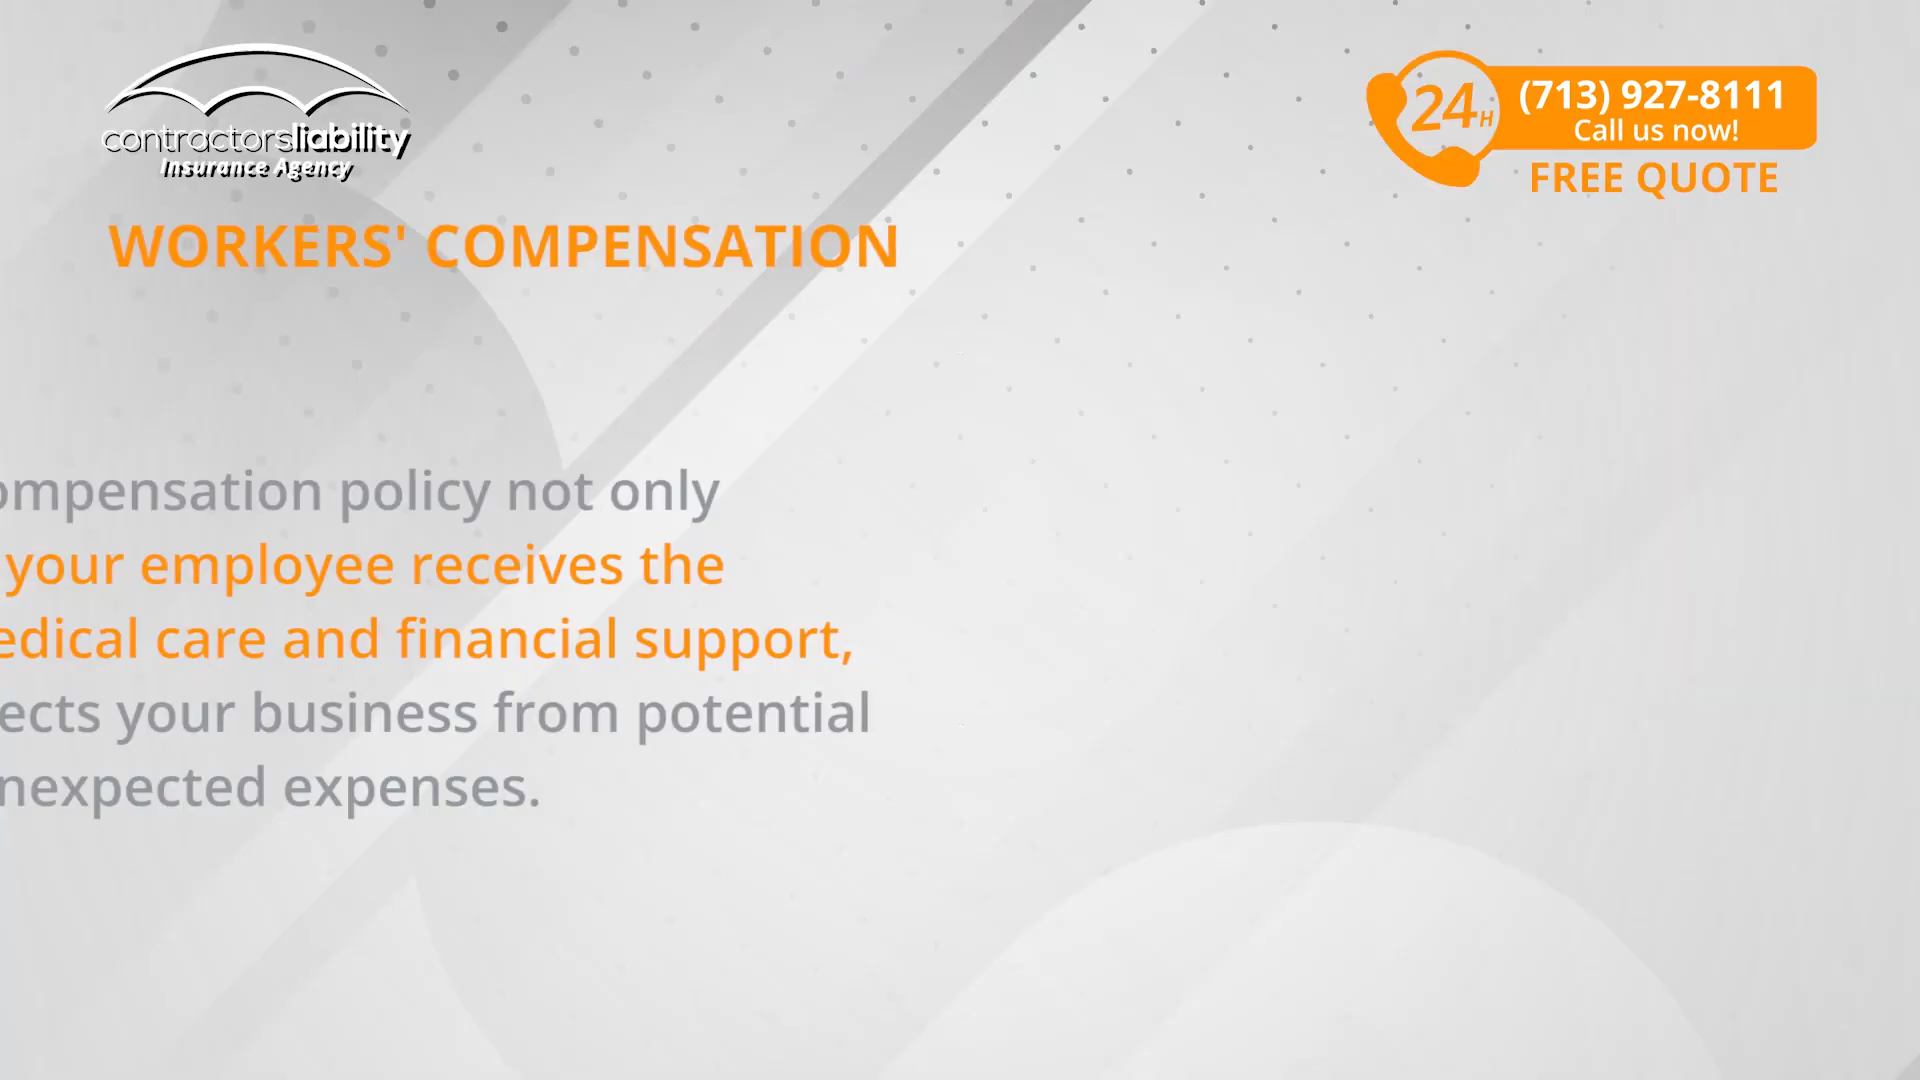 contractorsliability
Insurance Agency
24H
(713) 927-8111
Call us now!
FREE QUOTE
WORKERS' COMPENSATION
ompensation policy not only
your employee receives the
edical care and financial support,
ects your business from potential
nexpected expenses.